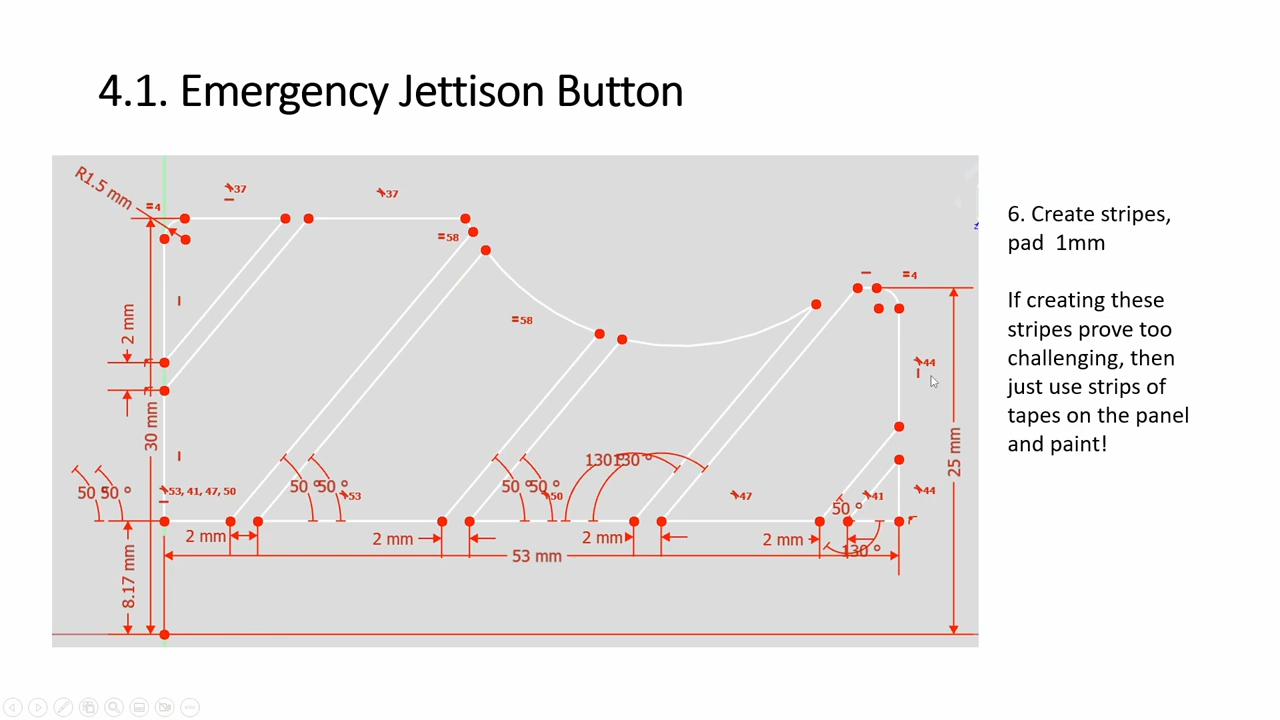 4.1. Emergency Jettison Button
R1.5 mm
37
37
=4
=58
=4
=58
2 mm
44
30 mm
25 mm
130°
130°
50 °
50 °
53, 41, 47, 50
50 °
50 °
53
50 °
50 °
50
47
41
44
50 °
2 mm
2 mm
2 mm
2 mm
130 °
53 mm
8.17 mm
6. Create stripes,
pad 1mm
If creating these
stripes prove too
challenging, then
just use strips of
tapes on the panel
and paint!